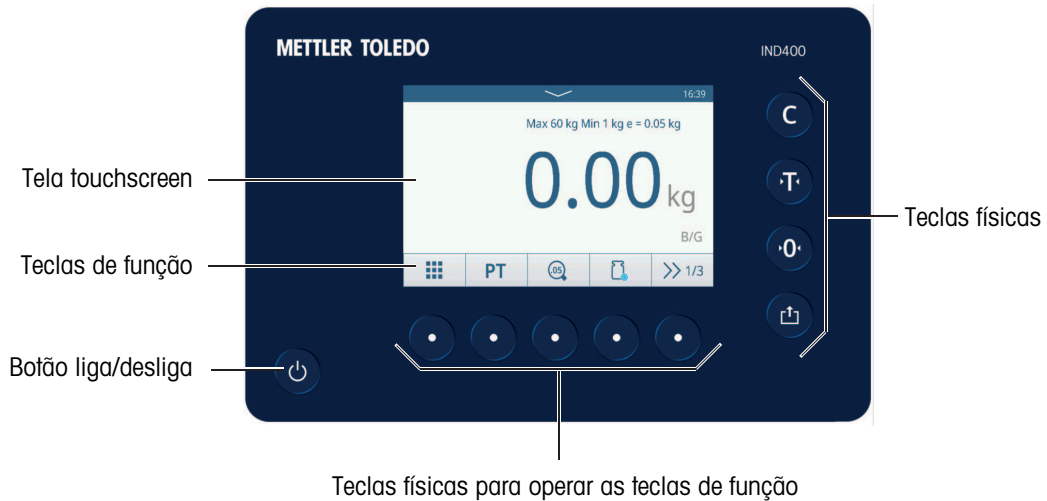 METTLER TOLEDO
IND400
16:39
Max 60 kg Min 1 kg e = 0.05 kg
0.00 kg
B/G
PT
.05
1/3
C
T
0
Tela touchscreen
Teclas de função
Botão liga/desliga
Teclas físicas
Teclas físicas para operar as teclas de função